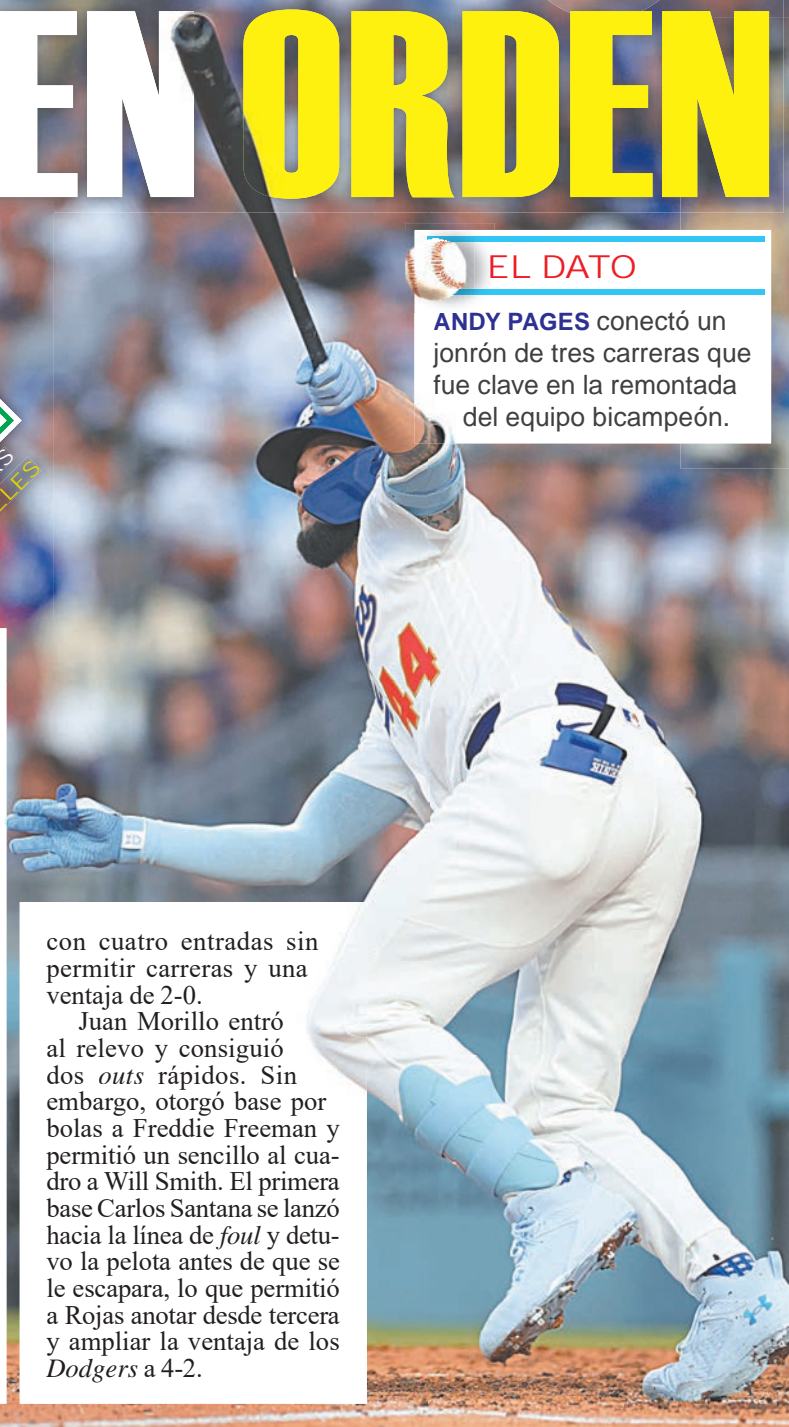 EN ORDEN
EL DATO
ANDY PAGES conectó un
jonrón de tres carreras que
fue clave en la remontada
del equipo bicampeón.
44
con cuatro entradas sin
permitir carreras y una
ventaja de 2-0.
Juan Morillo entró
al relevo y consiguió
dos outs rápidos. Sin
embargo, otorgó base por
bolas a Freddie Freeman y
permitió un sencillo al cua-
dro a Will Smith. El primera
base Carlos Santana se lanzó
hacia la línea de foul y detu-
vo la pelota antes de que se
le escapara, lo que permitió
a Rojas anotar desde tercera
y ampliar la ventaja de los
Dodgers a 4-2.